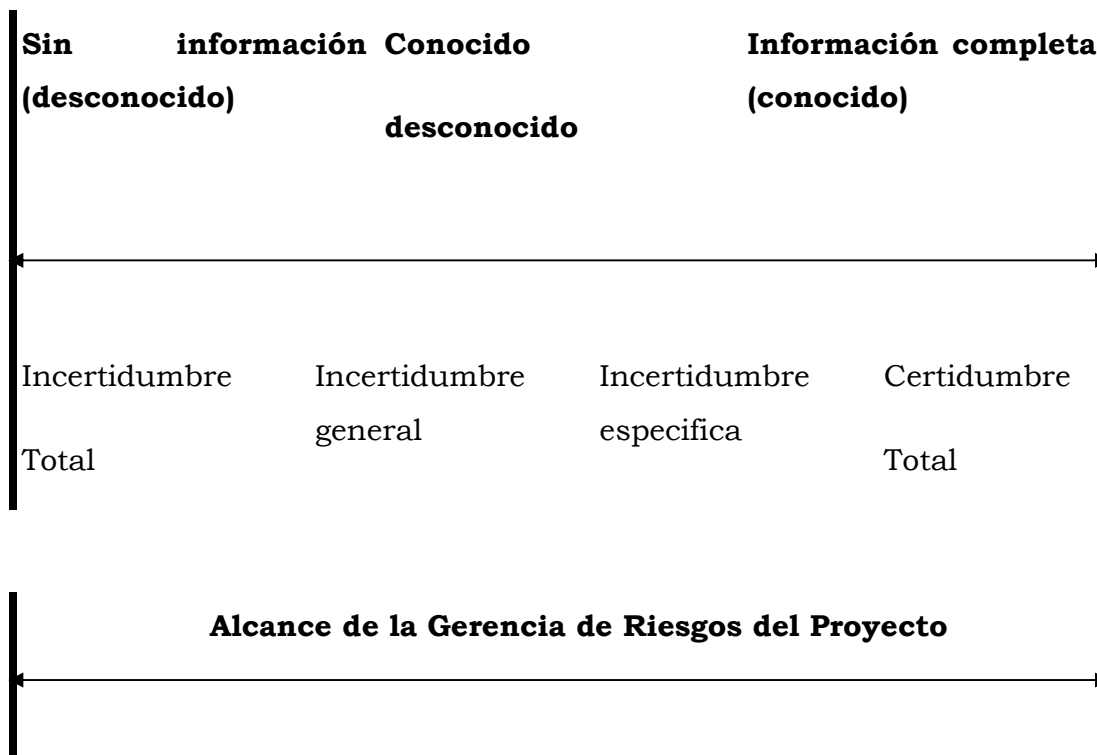 Sin información Conocido Información completa
(desconocido) (conocido)
desconocido
Incertidumbre Incertidumbre Incertidumbre Certidumbre
general especifica
Total Total
Alcance de la Gerencia de Riesgos del Proyecto